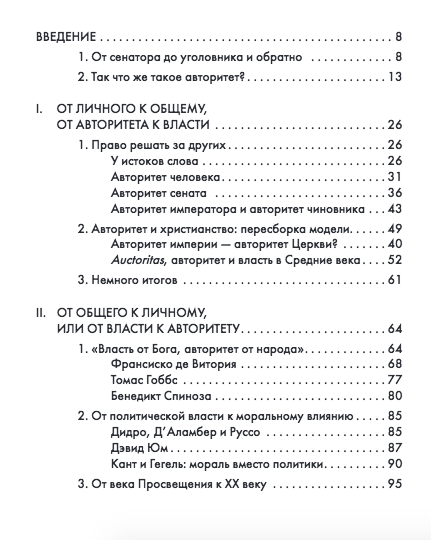 ВВЕДЕНИЕ . . . . . . . . . . . . . . . . . . . . . . . . . . . . . . . . . . . . . . . . 8
1. От сенатора до уголовника и обратно . . . . . . . . . . . 8
2. Так что же такое авторитет? . . . . . . . . . . . . . . . . . . . 13
I. ОТ ЛИЧНОГО К ОБЩЕМУ,
ОТ АВТОРИТЕТА К ВЛАСТИ . . . . . . . . . . . . . . . . . . . . . . . 26
1. Право решать за других . . . . . . . . . . . . . . . . . . . . . . 26
У истоков слова . . . . . . . . . . . . . . . . . . . . . . . . . 26
Авторитет человека . . . . . . . . . . . . . . . . . . . . . . . 31
Авторитет сената . . . . . . . . . . . . . . . . . . . . . . . . 36
Авторитет императора и авторитет чиновника . . . 43
2. Авторитет и христианство: пересборка модели. . . . . 49
Авторитет империи — авторитет Церкви? . . . . . . 40
Auctoritas, авторитет и власть в Средние века . . . . 52
3. Немного итогов . . . . . . . . . . . . . . . . . . . . . . . . . . . . . 61
II. ОТ ОБЩЕГО К ЛИЧНОМУ,
ИЛИ ОТ ВЛАСТИ К АВТОРИТЕТУ. . . . . . . . . . . . . . . . . . . . 64
1. «Власть от Бога, авторитет от народа». . . . . . . . . . . 64
Франсиско де Витория . . . . . . . . . . . . . . . . . . . . 68
Томас Гоббс . . . . . . . . . . . . . . . . . . . . . . . . . . . . 77
Бенедикт Спиноза . . . . . . . . . . . . . . . . . . . . . . . 80
2. От политической власти к моральному влиянию . . . . 85
Дидро, Д’Аламбер и Руссо . . . . . . . . . . . . . . . . . 85
Дэвид Юм . . . . . . . . . . . . . . . . . . . . . . . . . . . . . 87
Кант и Гегель: мораль вместо политики. . . . . . . . . 90
3. От века Просвещения к XX веку . . . . . . . . . . . . . . . . 95